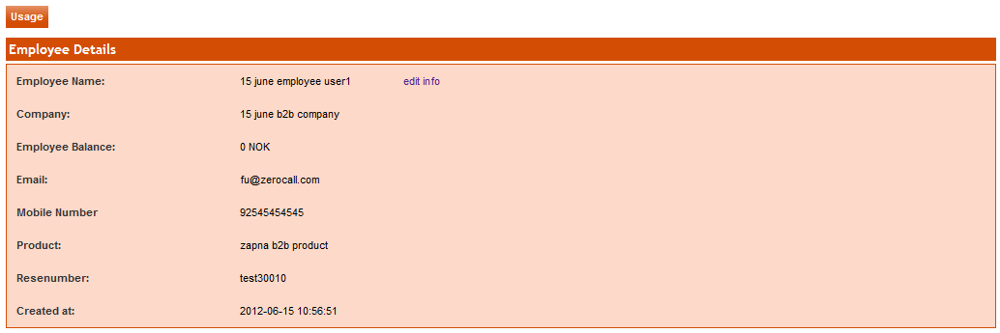 Usage
Employee Details
Employee Name: 15 june employee user1 edit info
Company: 15 june b2b company
Employee Balance: 0 NOK
Email: fu@zerocall.com
Mobile Number 92545454545
Product: zapna b2b product
Resenumber: test30010
Created at: 2012-06-15 10:56:51